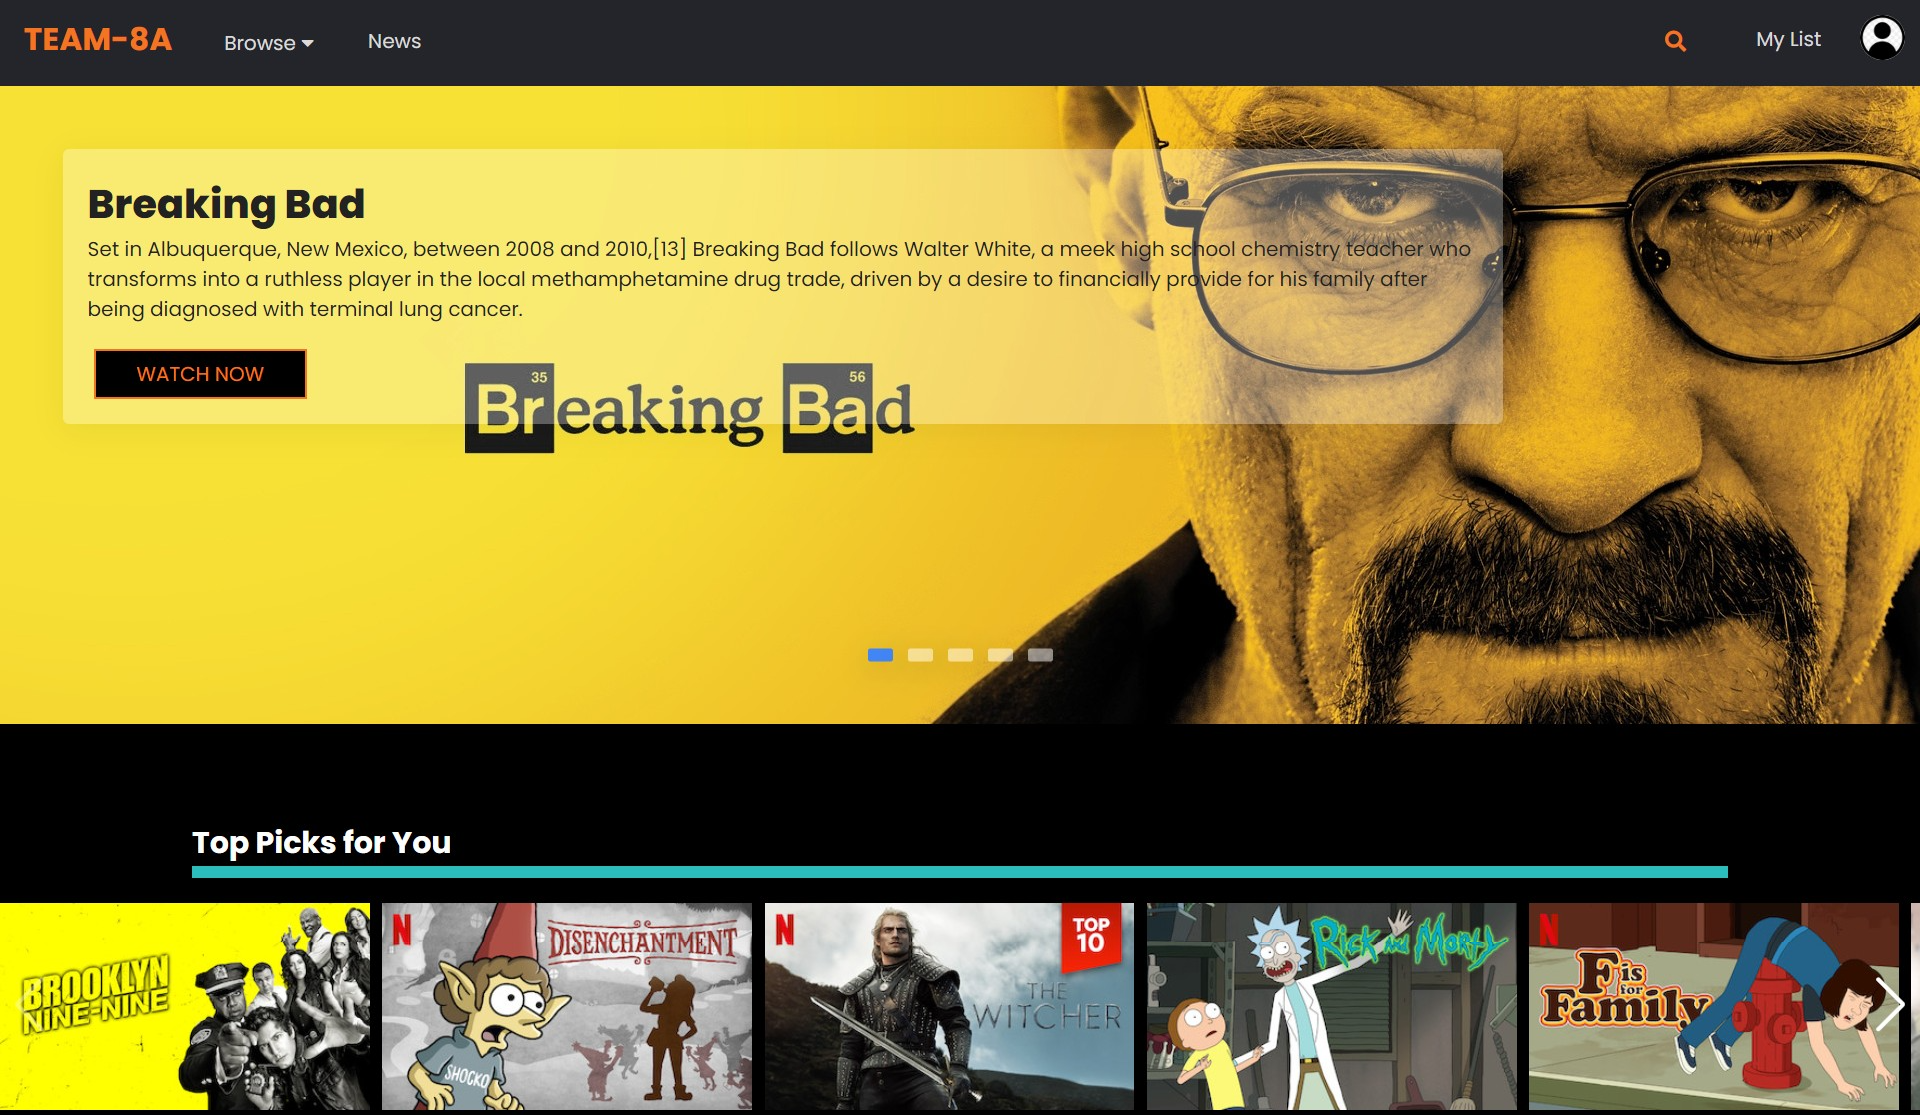 TEAM-8A
Browse
News
My List
Breaking Bad
Set in Albuquerque, New Mexico, between 2008 and 2010,[13] Breaking Bad follows Walter White, a meek high school chemistry teacher who
transforms into a ruthless player in the local methamphetamine drug trade, driven by a desire to financially provide for his family after
being diagnosed with terminal lung cancer.
WATCH NOW
35
56
Breaking Bad
Top Picks for You
BROOKLYN
NINE-NINE
N
DISENCHANTMENT
SHOCKO
N
TOP
10
THE
WITCHER
RICK AND MORTY
N
F is
for
Family